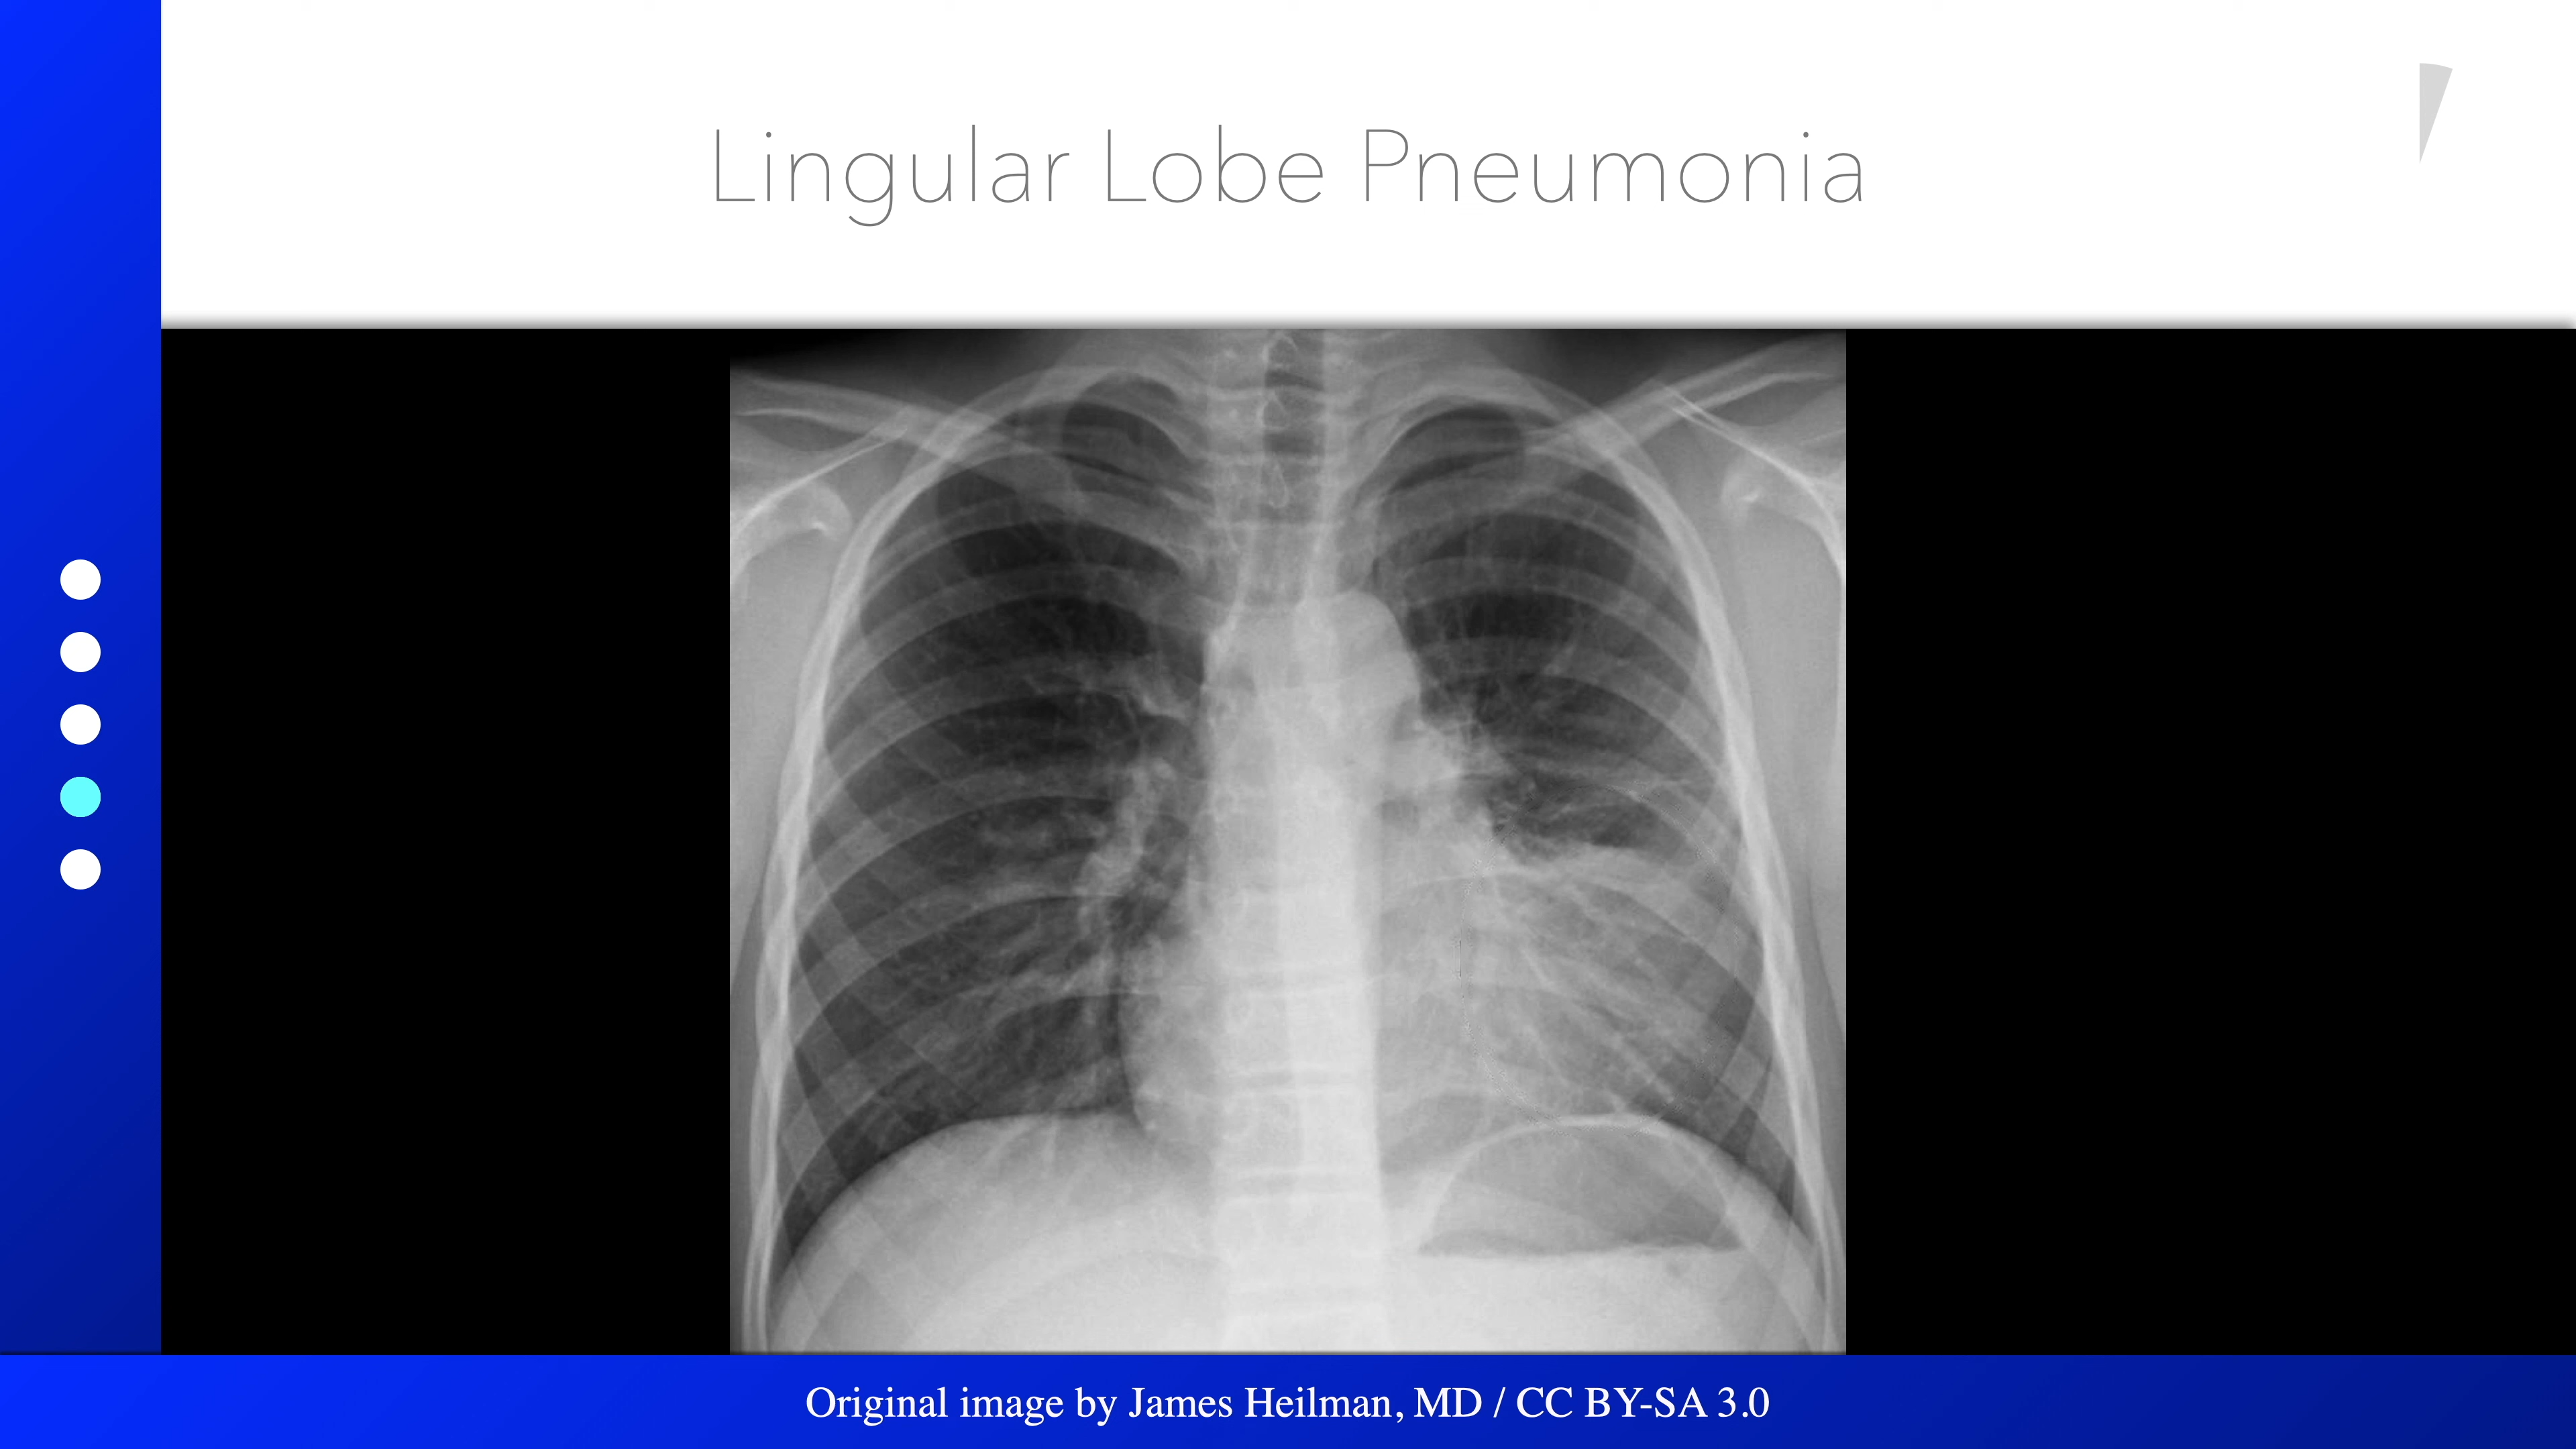 Lingular Lobe Pneumonia
Original image by James Heilman, MD / CC BY-SA 3.0